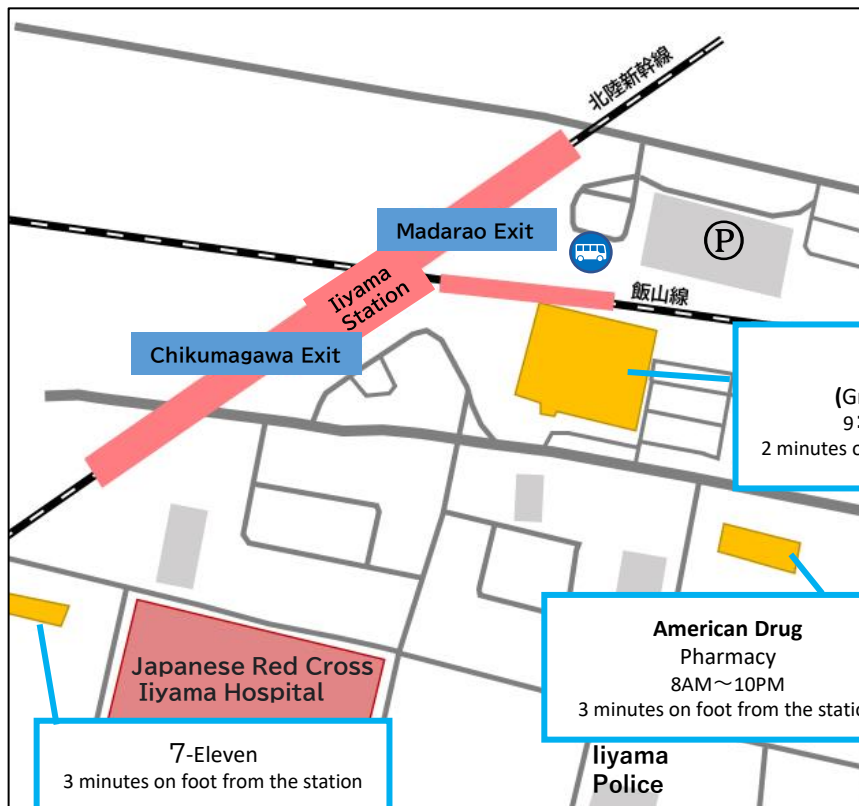 北陸新幹線
Madarao Exit
P
Iiyama
Station
飯山線
Chikumagawa Exit
(G
9:
2 minutes
American Drug
Pharmacy
8AM～10PM
3 minutes on foot from the
Japanese Red Cross
Iiyama Hospital
7-Eleven
3 minutes on foot from the station
Iiyama
Police